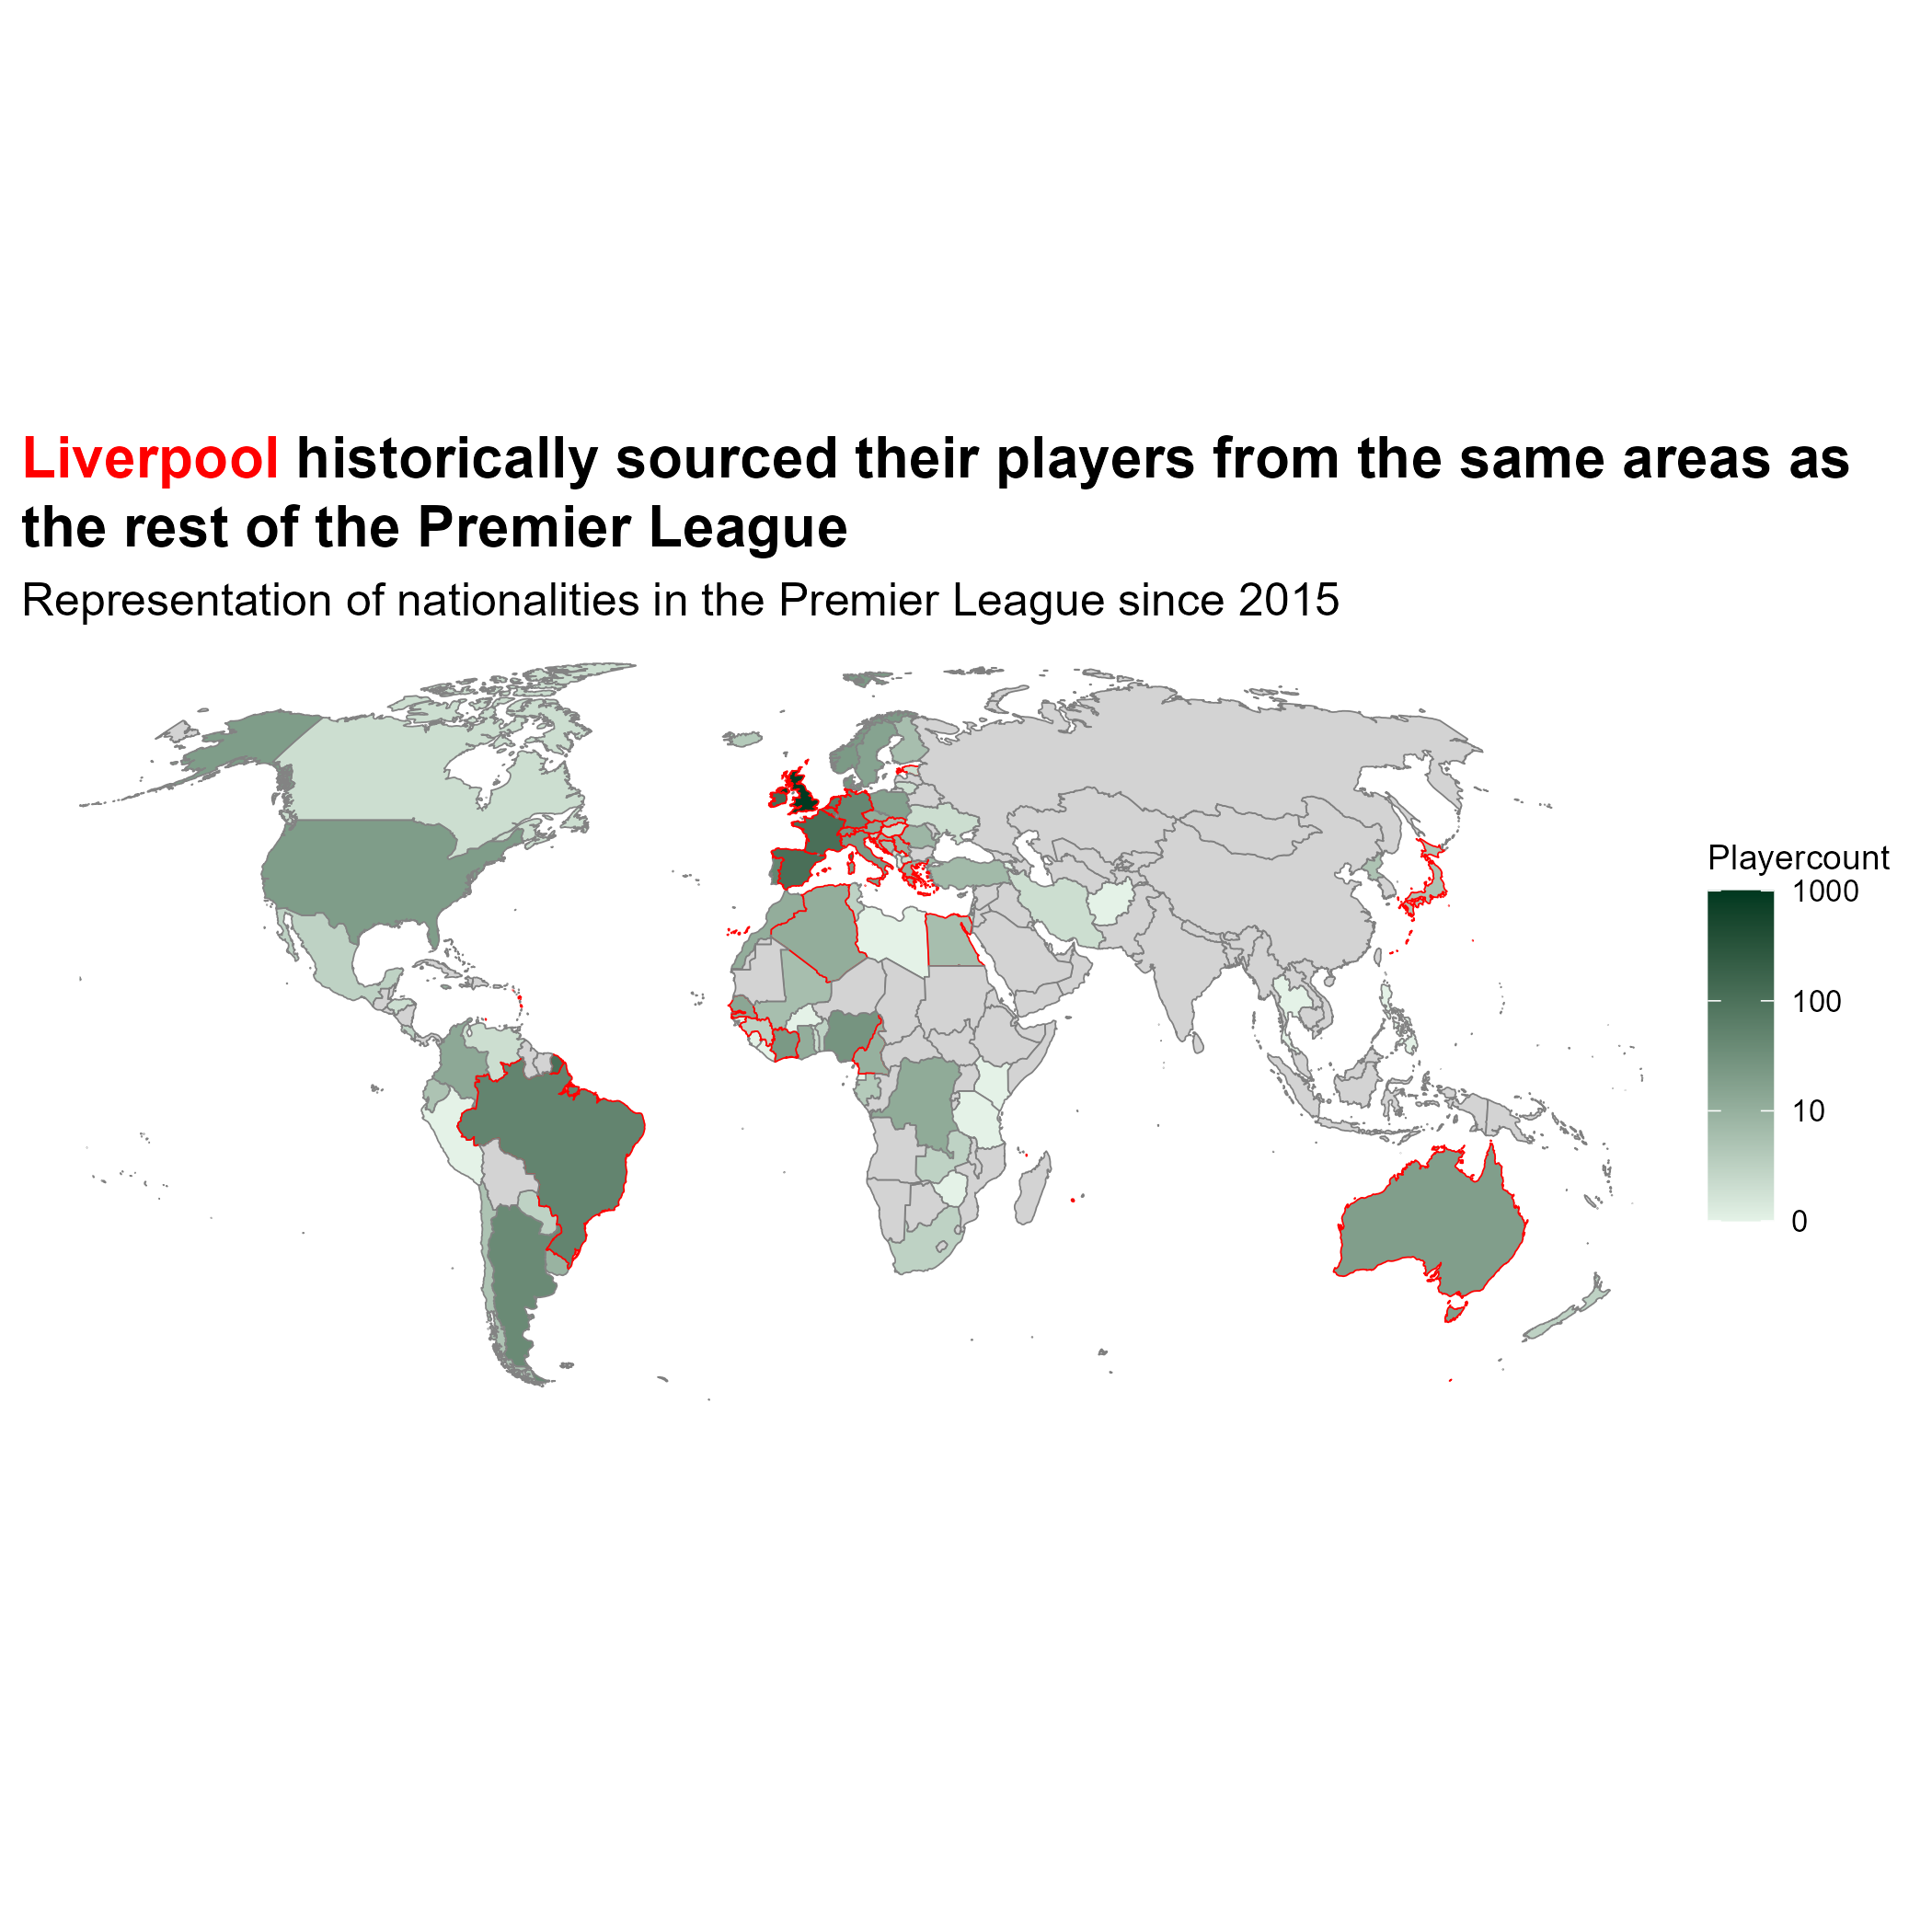 Liverpool historically sourced their players from the same areas as
the rest of the Premier League
Representation of nationalities in the Premier League since 2015
Playercount
1000
100
10
0